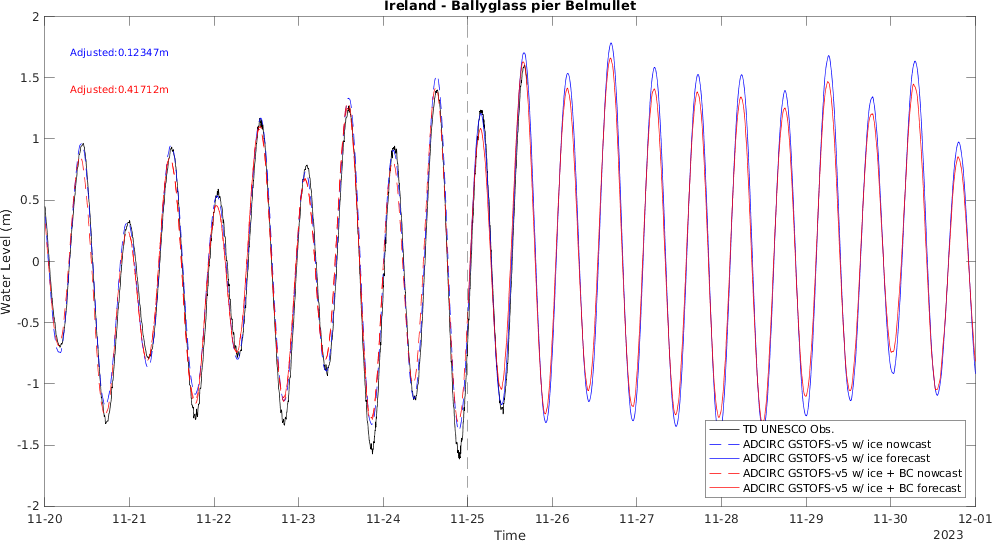 Ireland - Ballyglass pier Belmullet
Adjusted:0.12347m
Adjusted:0.41712m
Water Level (m)
2
1.5
1
0.5
0
-0.5
-1
-1.5
-2
TD UNESCO Obs.
ADCIRC GSTOFS-v5 w/ ice nowcast
ADCIRC GSTOFS-v5 w/ ice forecast
ADCIRC GSTOFS-v5 w/ ice + BC nowcast
ADCIRC GSTOFS-v5 w/ ice + BC forecast
11-20 11-21 11-22 11-23 11-24 11-25 11-26 11-27 11-28 11-29 11-30 12-01
Time
2023